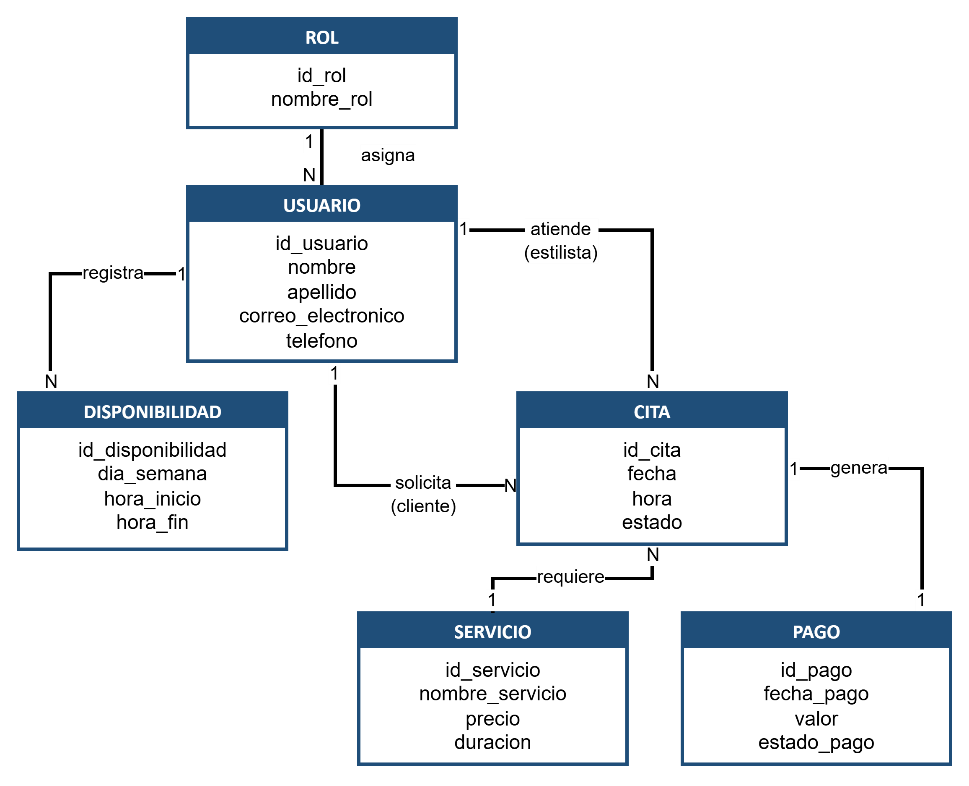 ROL
id_rol
nombre_rol
1
asigna
N
USUARIO
id_usuario
nombre
apellido
correo_electronico
telefono
1
atiende
(estilista)
N
registra
1
N
DISPONIBILIDAD
id_disponibilidad
dia_semana
hora_inicio
hora_fin
1
solicita
(cliente)
N
CITA
id_cita
fecha
hora
estado
1
genera
1
N
requiere
1
SERVICIO
id_servicio
nombre_servicio
precio
duracion
PAGO
id_pago
fecha_pago
valor
estado_pago